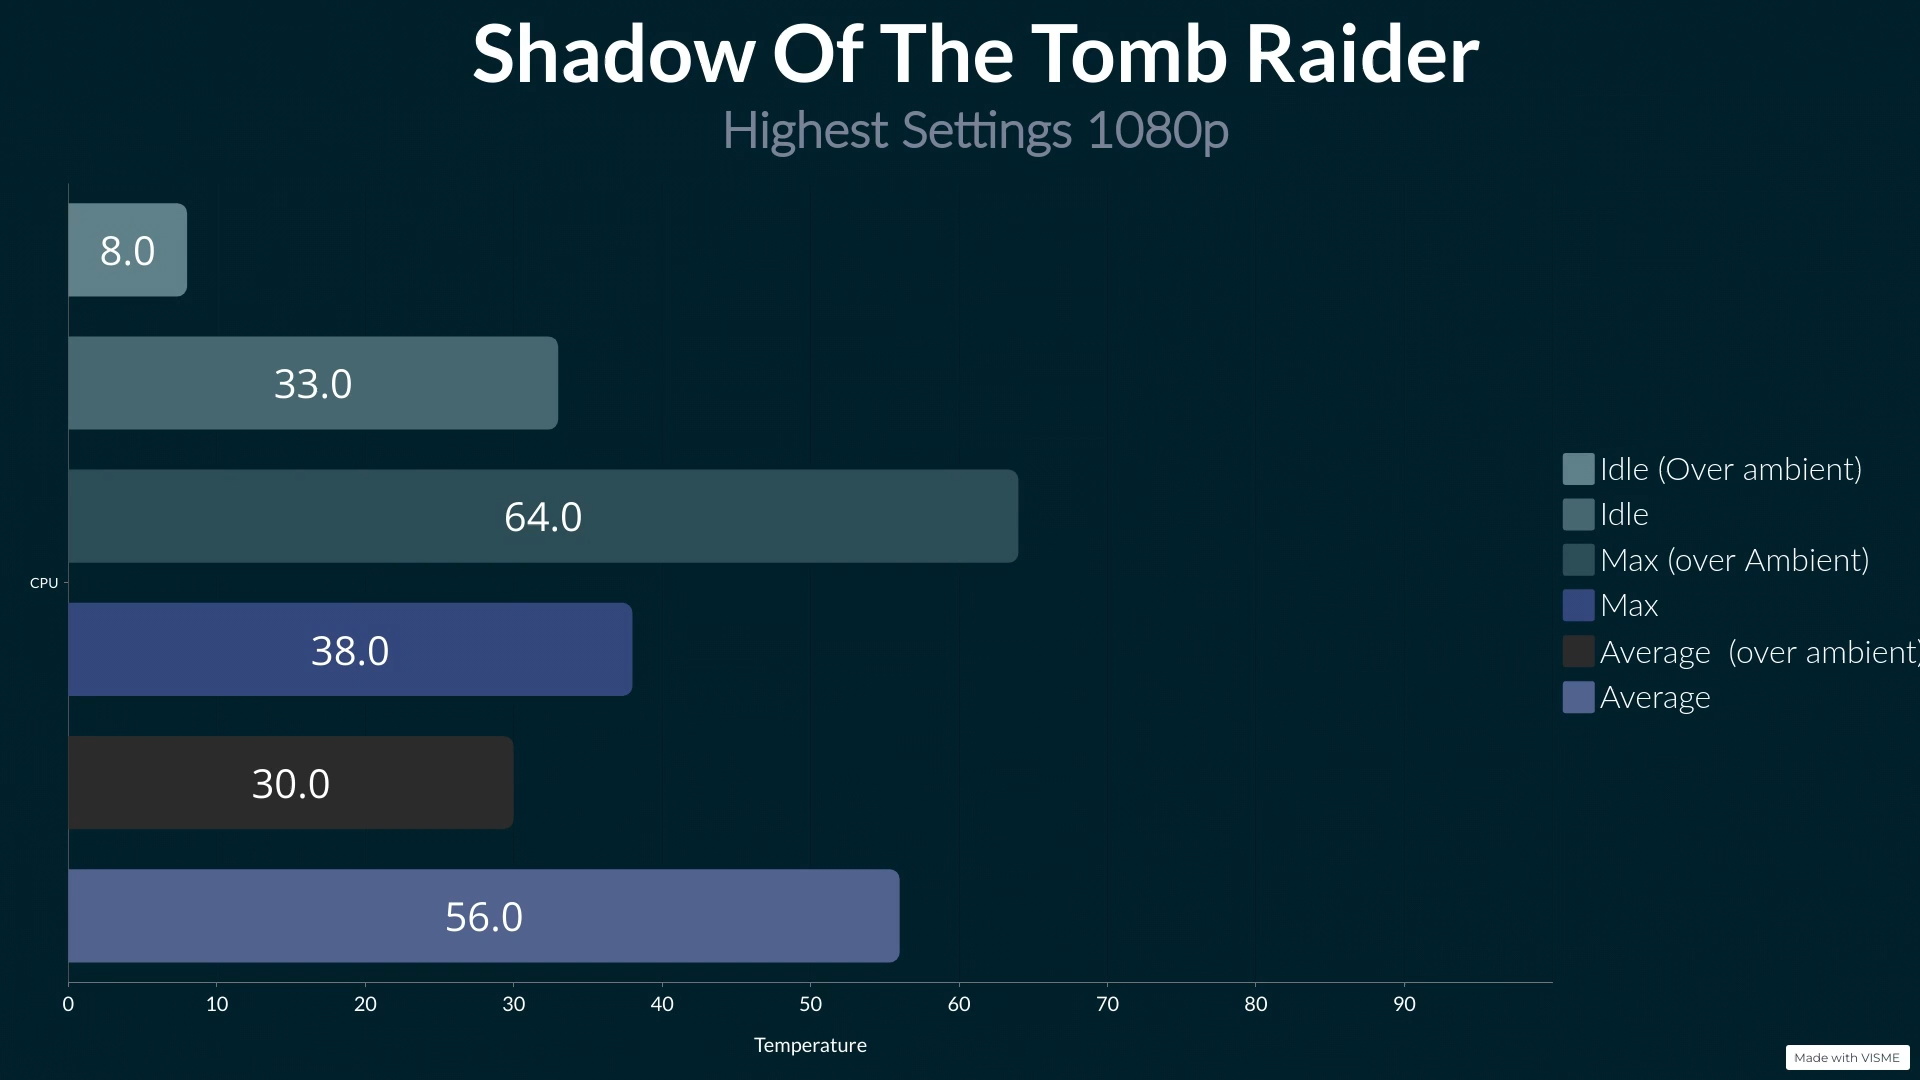 Shadow Of The Tomb Raider
Highest Settings 1080p
8.0
33.0
64.0
CPU
38.0
30.0
56.0
Idle (Over ambient)
Idle
Max (over Ambient)
Max
Average  (over ambient)
Average
0 10 20 30 40 50 60 70 80 90
Temperature
Made with VISME